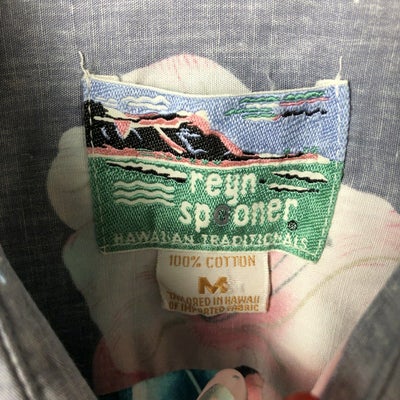 reyn
spooner
HAWAIIAN TRADITIONALS
100% COTTON
M
TAILORED IN HAWAII
OF IMPORTED FABRIC